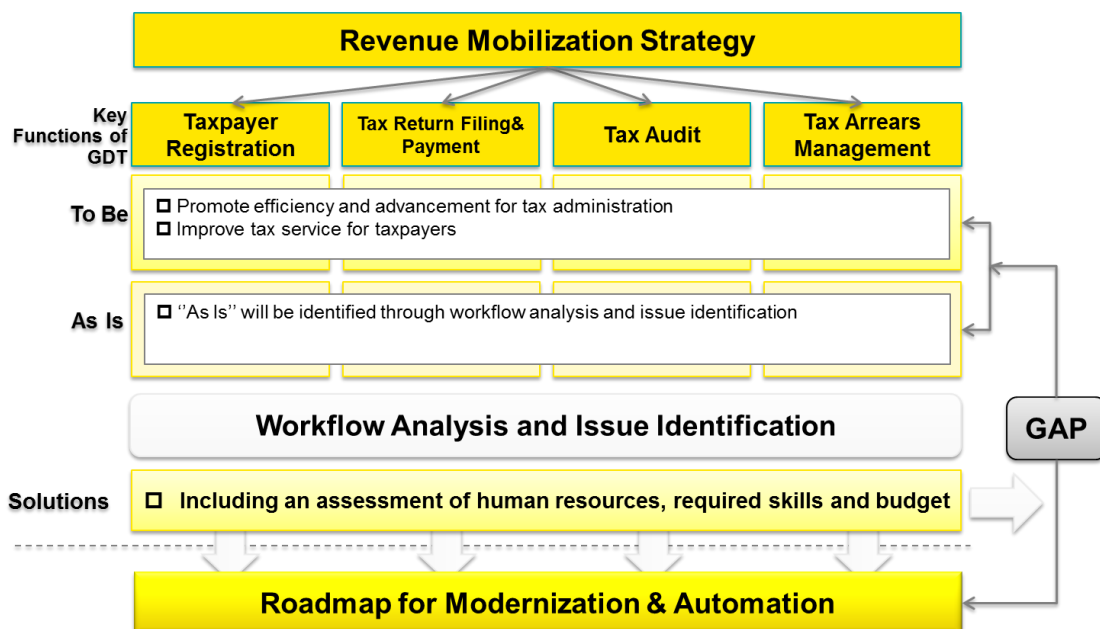 Revenue Mobilization Strategy
Key
Functions of
GDT
Taxpayer
Registration
Tax Return Filing&
Payment
Tax Audit
Tax Arrears
Management
To Be
Promote efficiency and advancement for tax administration
Improve tax service for taxpayers
As Is
‘’As Is’’ will be identified through workflow analysis and issue identification
Workflow Analysis and Issue Identification
GAP
Solutions
Including an assessment of human resources, required skills and budget
Roadmap for Modernization & Automation